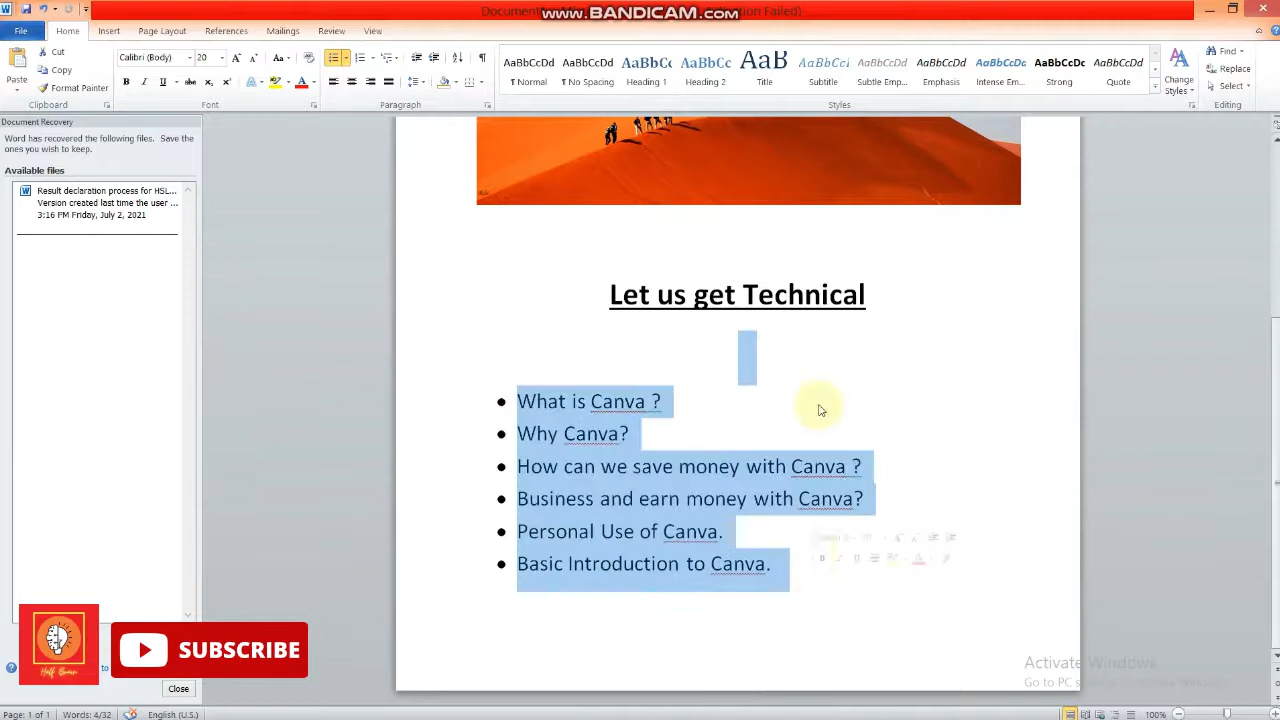 www.BANDICAM.com
File Home Insert Page Layout References Mailings Review View
Cut
Copy
Format Painter
Paste
Calibri (Body) 20
AaBbCcDd AaBbCcDd AaBbCc AaBbCc AaB AaBbCcl AaBbCcDd AaBbCcDd AaBbCcDd AaBbCcDd AaBbCcDd
¶ Normal ¶ No Spacing Heading 1 Heading 2 Title Subtitle Subtle Emp... Emphasis Intense Em... Strong Quote
Change
Styles
Find
Replace
Select
Clipboard Font Paragraph Styles Editing
Document Recovery
Word has recovered the following files. Save the
ones you wish to keep.
Available files
Result declaration process for HSL...
Version created last time the user ...
3:16 PM Friday, July 2, 2021
Let us get Technical
• What is Canva ?
• Why Canva?
• How can we save money with Canva ?
• Business and earn money with Canva?
• Personal Use of Canva.
• Basic Introduction to Canva.
Half Brain
SUBSCRIBE
to
Close
Activate Windows
Go to PC
Page: 1 of 1 Words: 4/32 English (U.S.) 100%